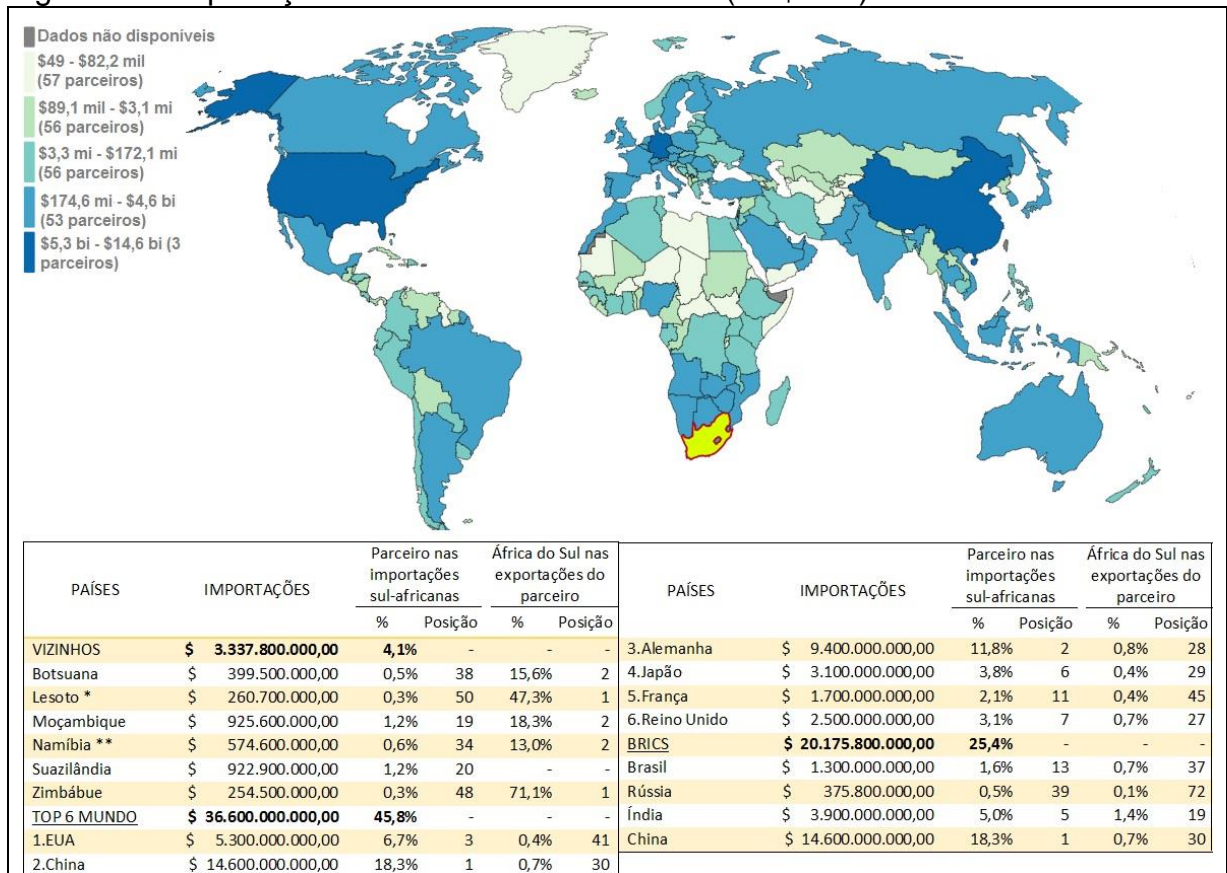 Dados não disponíveis
$49 - $82,2 mil
(57 parceiros)
$89,1 mil - $3,1 mi
(56 parceiros)
$3,3 mi - $172,1 mi
(56 parceiros)
$174,6 mi - $4,6 bi
(53 parceiros)
$5,3 bi - $14,6 bi (3
parceiros)
PAÍSES IMPORTAÇÕES Parceiro nas importações sul-africanas África do Sul nas exportações do parceiro
% Posição % Posição
VIZINHOS $ 3.337.800.000,00 4,1% - - -
Botsuana $ 399.500.000,00 0,5% 38 15,6% 2
Lesoto * $ 260.700.000,00 0,3% 50 47,3% 1
Moçambique $ 925.600.000,00 1,2% 19 18,3% 2
Namíbia ** $ 574.600.000,00 0,6% 34 13,0% 2
Suazilândia $ 922.900.000,00 1,2% 20 - -
Zimbábue $ 254.500.000,00 0,3% 48 71,1% 1
TOP 6 MUNDO $ 36.600.000.000,00 45,8% - - -
1.EUA $ 5.300.000.000,00 6,7% 3 0,4% 41
2.China $ 14.600.000.000,00 18,3% 1 0,7% 30
PAÍSES IMPORTAÇÕES Parceiro nas importações sul-africanas África do Sul nas exportações do parceiro
% Posição % Posição
3.Alemanha $ 9.400.000.000,00 11,8% 2 0,8% 28
4.Japão $ 3.100.000.000,00 3,8% 6 0,4% 29
5.França $ 1.700.000.000,00 2,1% 11 0,4% 45
6.Reino Unido $ 2.500.000.000,00 3,1% 7 0,7% 27
BRICS $ 20.175.800.000,00 25,4% - - -
Brasil $ 1.300.000.000,00 1,6% 13 0,7% 37
Rússia $ 375.800.000,00 0,5% 39 0,1% 72
Índia $ 3.900.000.000,00 5,0% 5 1,4% 19
China $ 14.600.000.000,00 18,3% 1 0,7% 30